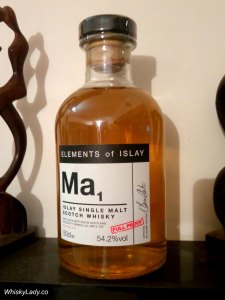 ELEMENTS of ISLAY
Ma1
ISLAY SINGLE MALT
SCOTCH WHISKY
FULL PROOF
50cl℮
54,2%vol
WhiskyLady.co